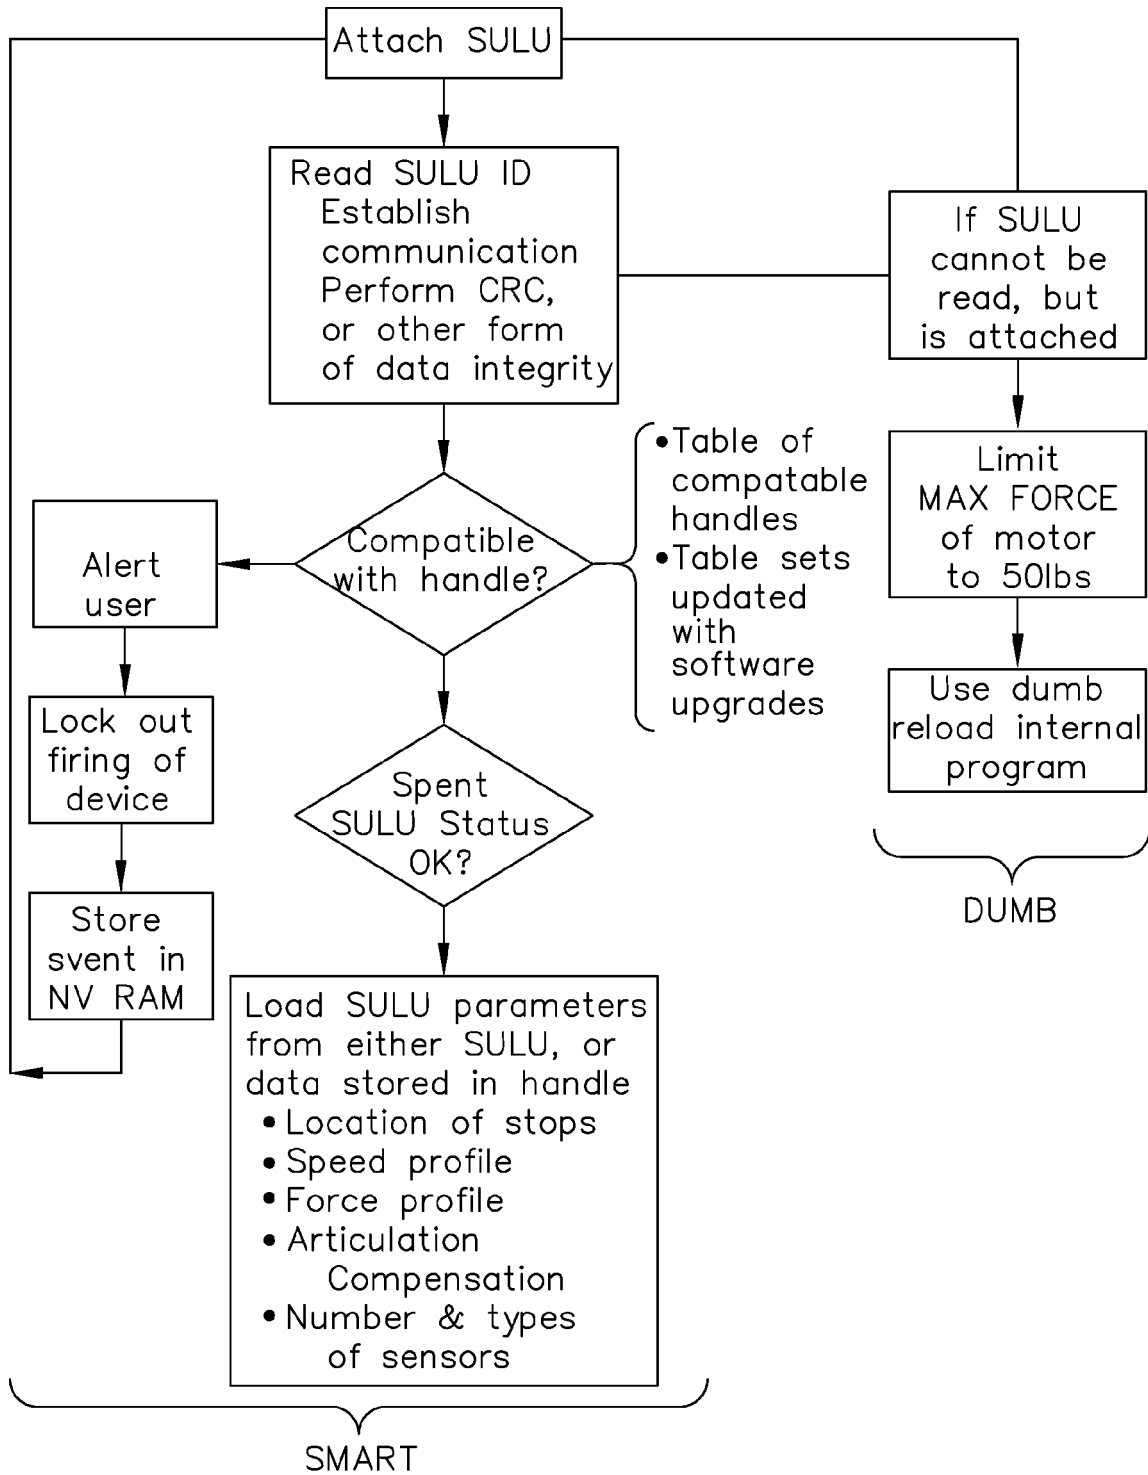 Attach SULU
Read SULU ID
Establish
communication
Perform CRC,
or other form
of data integrity
If SULU
cannot be
read, but
is attached
Limit
MAX FORCE
of motor
to 50lbs
Use dumb
reload internal
program
DUMB
Compatible
with handle?
•Table of
compatable
handles
•Table sets
updated
with
software
upgrades
Alert
user
Lock out
firing of
device
Store
svent in
NV RAM
Spent
SULU Status
OK?
Load SULU parameters
from either SULU, or
data stored in handle
• Location of stops
• Speed profile
• Force profile
• Articulation
Compensation
• Number & types
of sensors
SMART